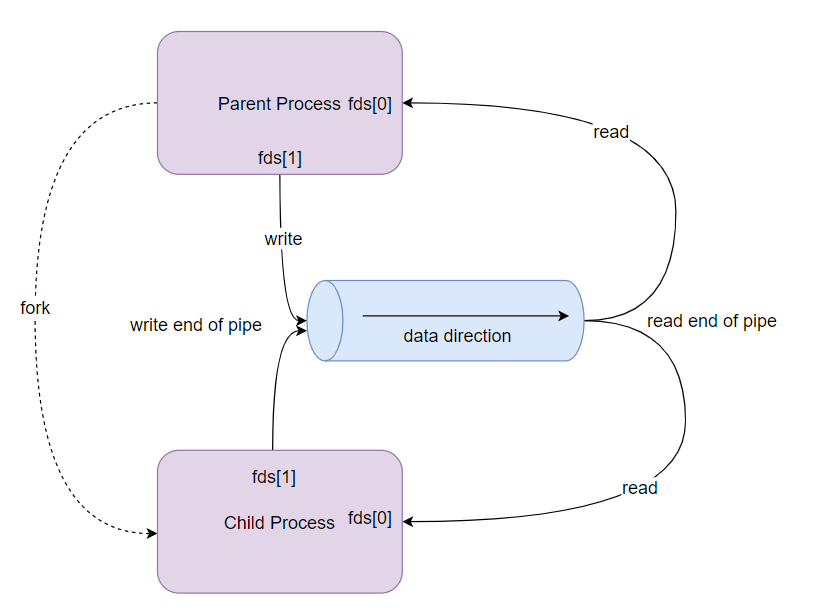 Parent Process fds[0]
fds[1]
read
write
fork
write end of pipe
data direction
read end of pipe
fds[1]
read
Child Process fds[0]